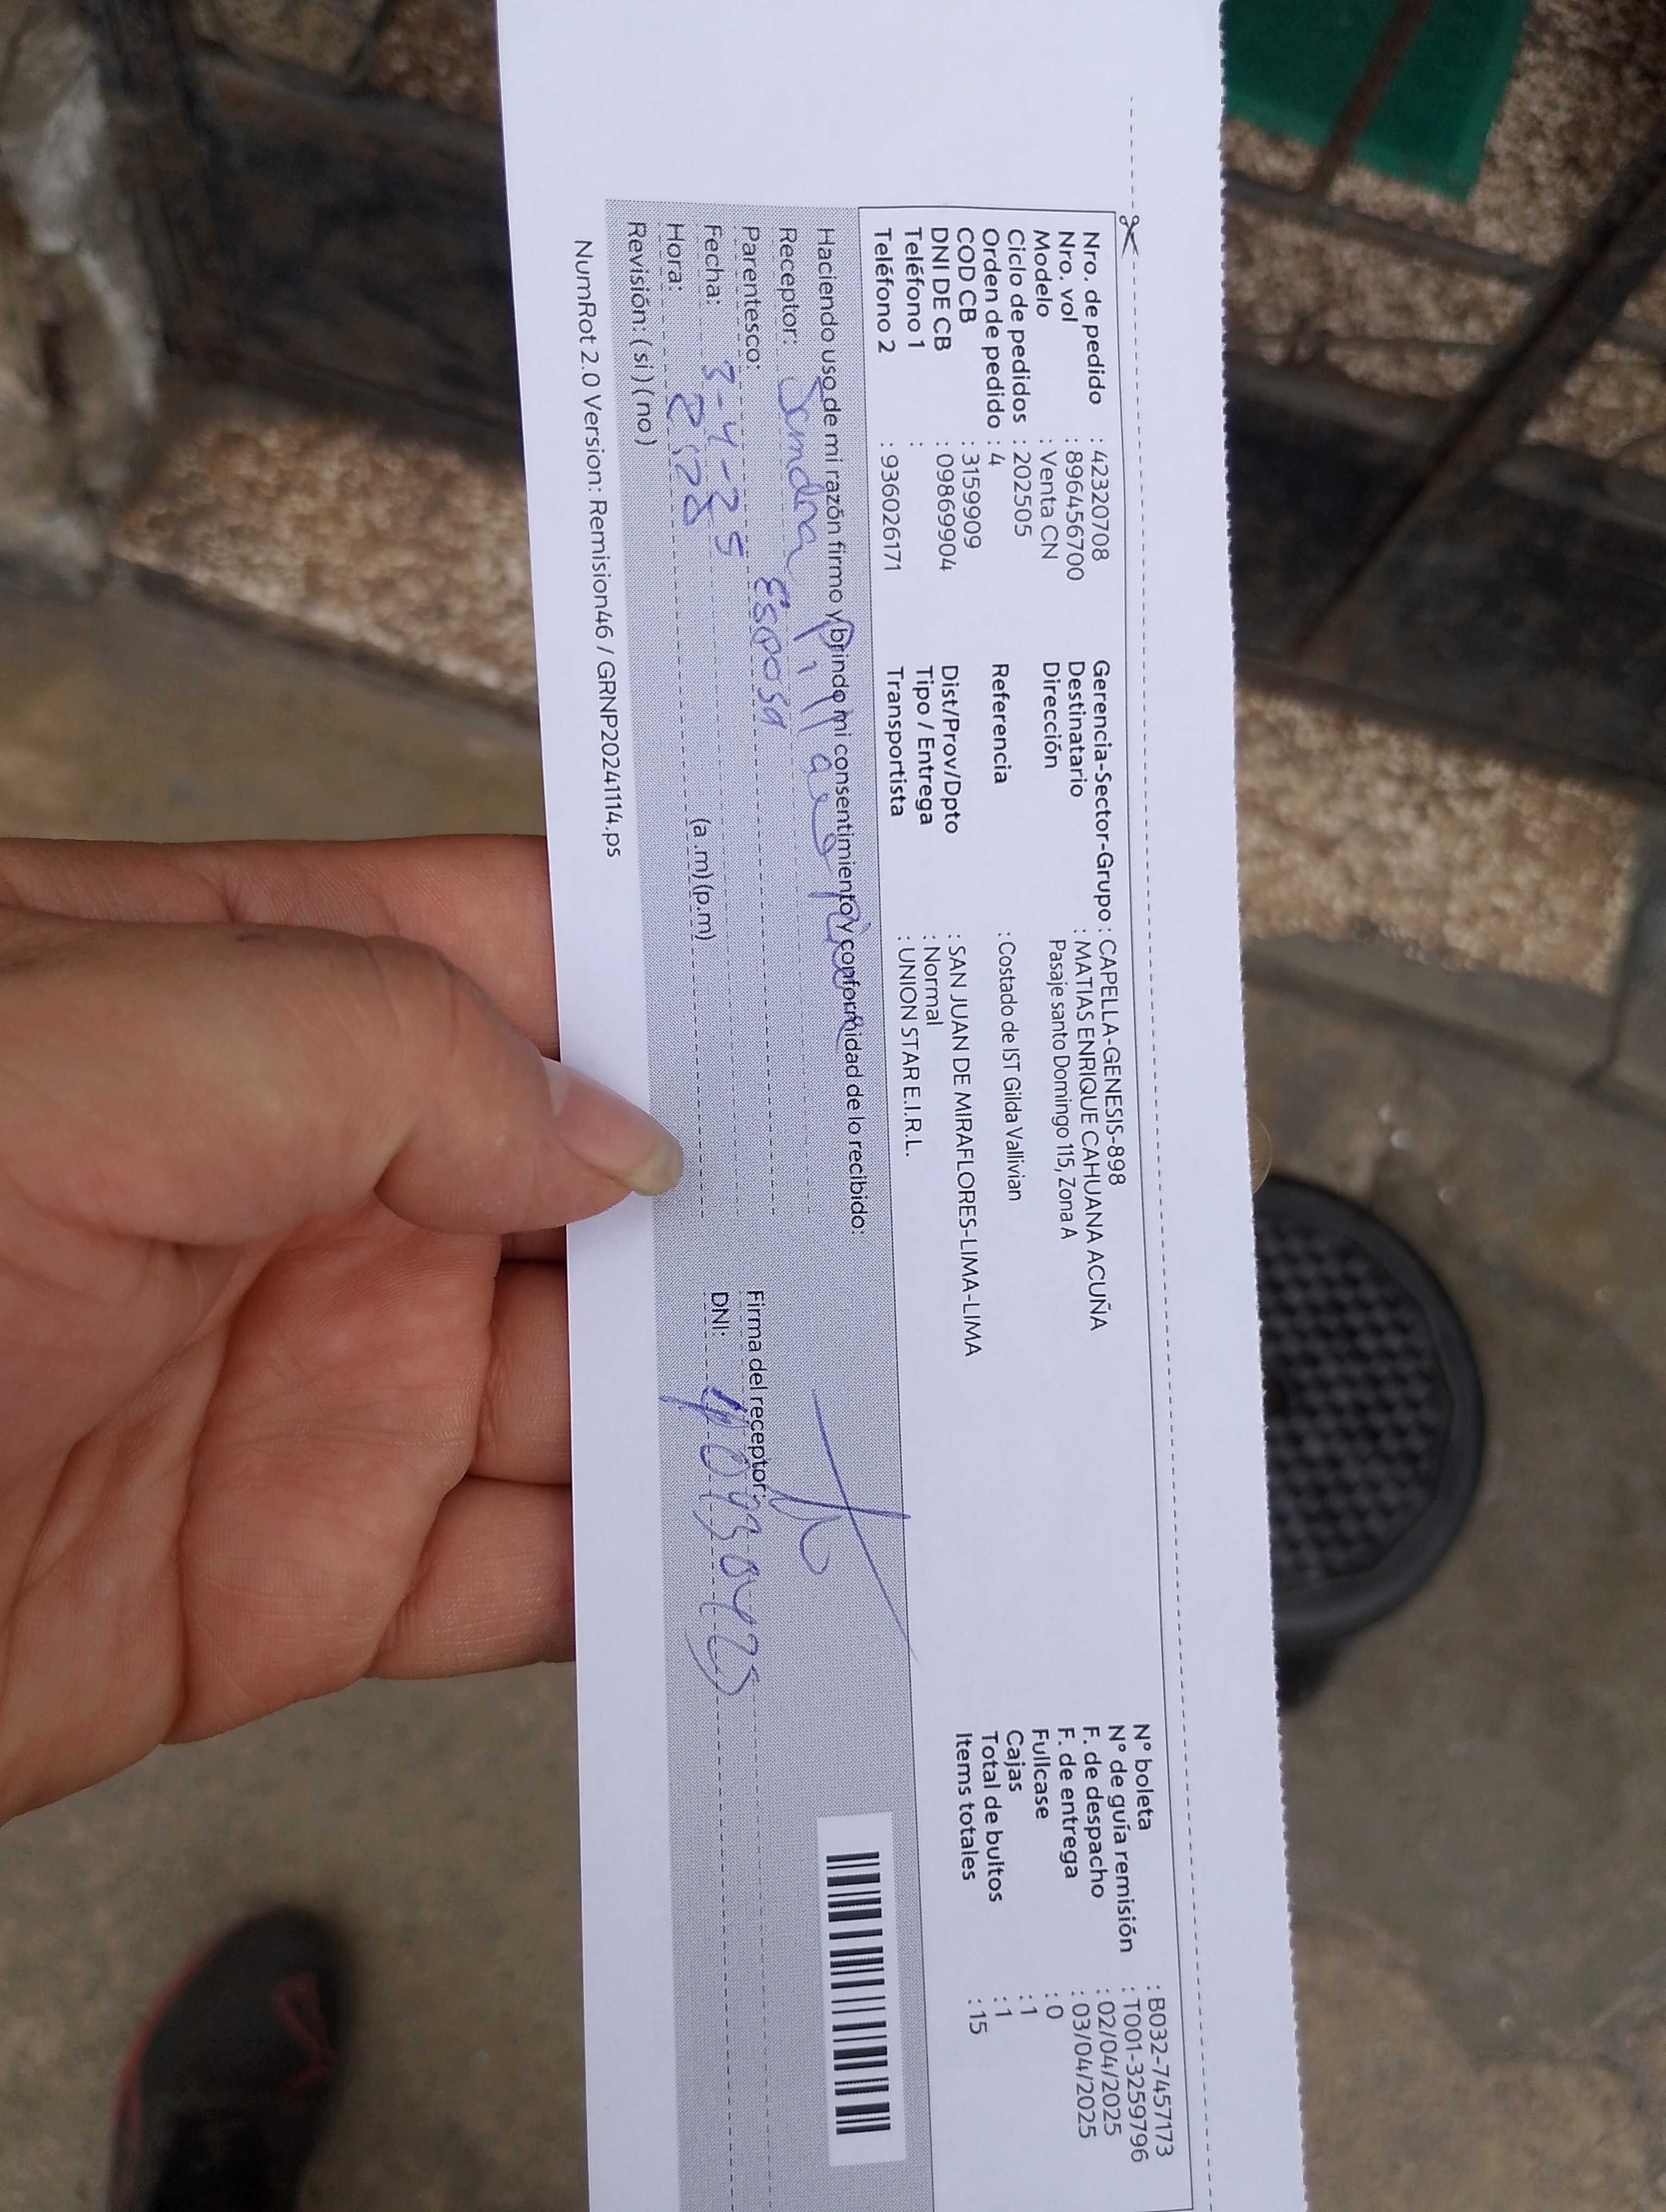 Nro. de pedido : 42320708
Nro. vol : 896456700
Modelo : Venta CN
Ciclo de pedidos : 202505
Orden de pedido : 4
COD CB : 31599909
DNI DE CB : 09869904
Teléfono 1 :
Teléfono 2 : 936026171
Gerencia-Sector-Grupo : CAPELLA-GENESIS-898
Destinatario : MATIAS ENRIQUE CAHUANA ACUÑA
Dirección Pasaje santo Domingo 115, Zona A
Referencia : Costado de IST Gilda Vallivian
Dist/Prov/Dpto : SAN JUAN DE MIRAFLORES-LIMA-LIMA
Tipo / Entrega : Normal
Transportista : UNION STAR E.I.R.L.
N° boleta : B032-7457173
N° de guía remisión : T001-3259796
F. de despacho : 02/04/2025
F. de entrega : 03/04/2025
Fullcase : 0
Cajas : 1
Total de bultos : 1
Items totales : 15
Haciendo uso de mi razón firmo y brindo mi consentimiento y conformidad de lo recibido:
Receptor: Sandra
Parentesco: Esposa
Fecha: 3-4-25
Hora: (a.m) (p.m)
Revisión: ( si ) ( no )
Firma del receptor:
DNI:
NumRot 2.0 Version: Remision46 / GRNP20241114.ps